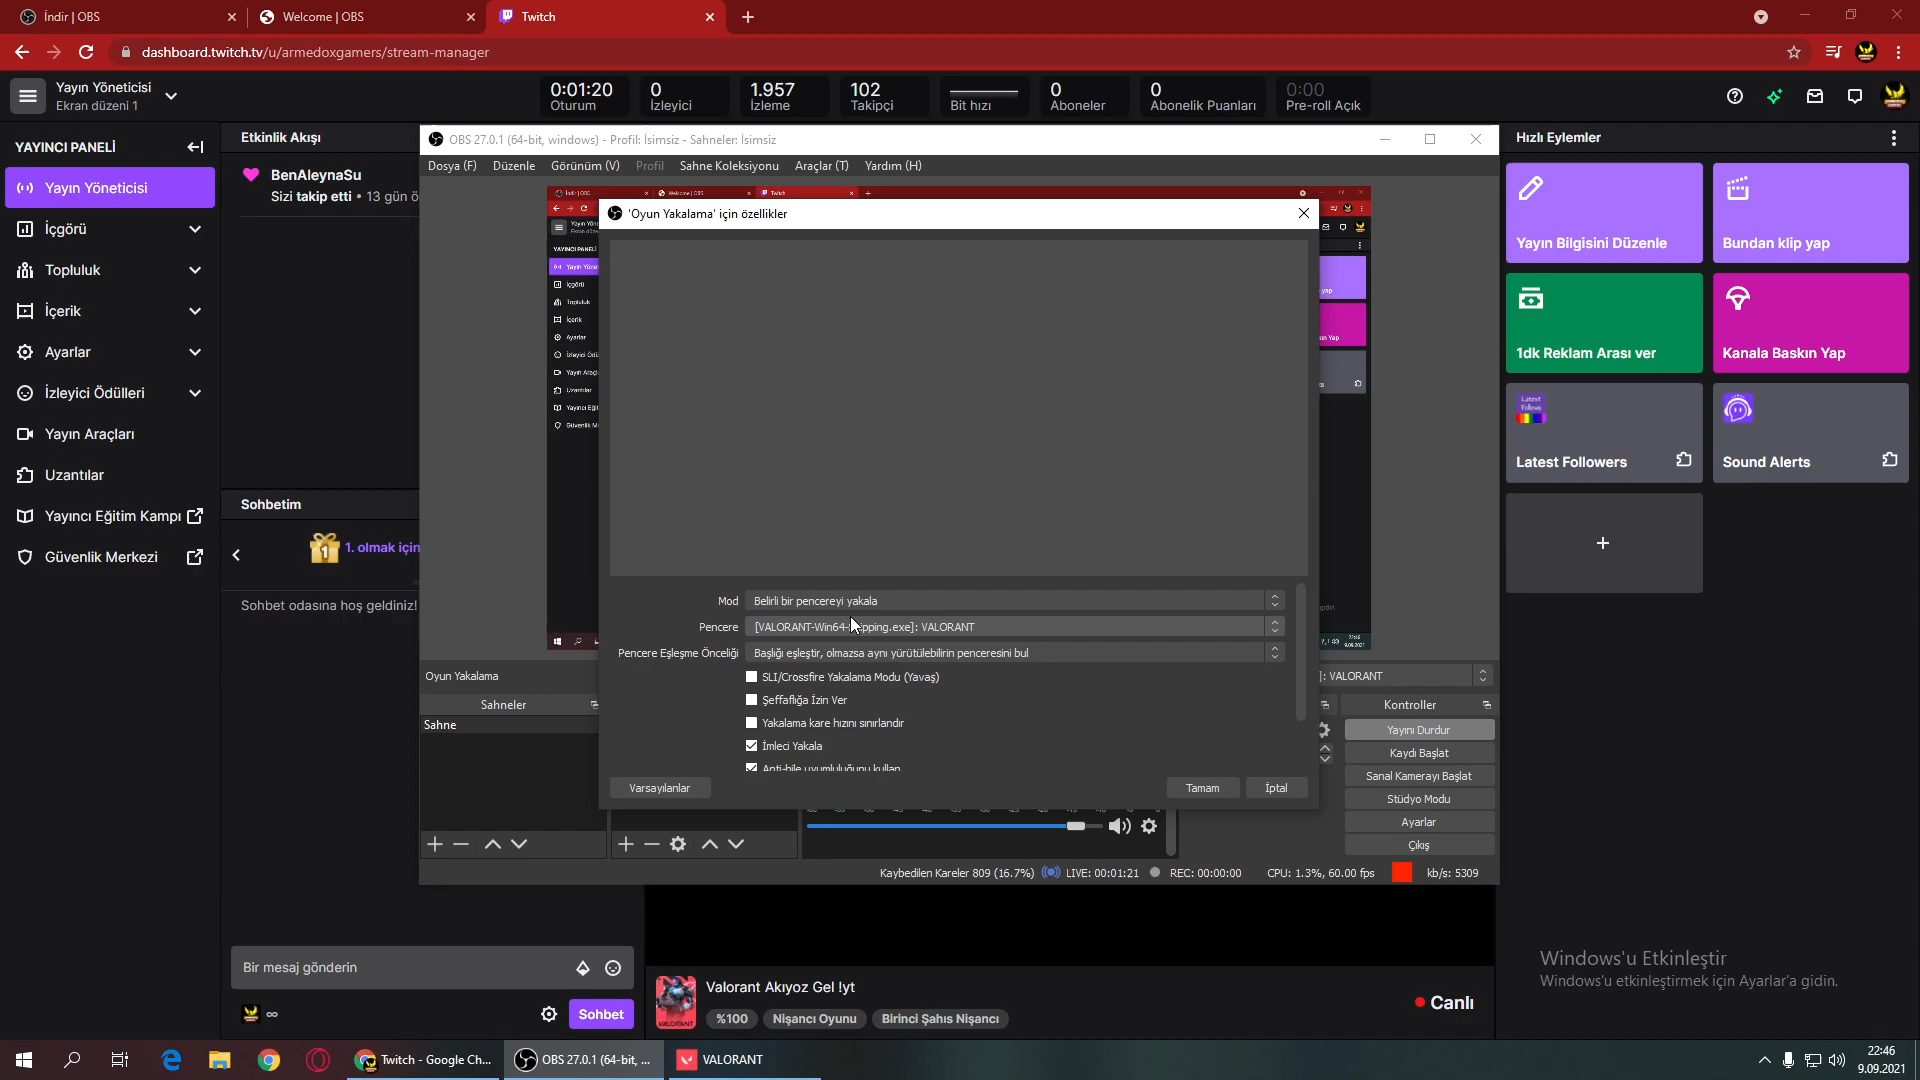 İndir | OBS
Welcome | OBS
Twitch
dashboard.twitch.tv/u/armedoxgamers/stream-manager
Yayın Yöneticisi
Ekran düzeni 1
0:01:20
Oturum
0
İzleyici
1.957
İzleme
102
Takipçi
Bit hızı
0
Aboneler
0
Abonelik Puanları
0:00
Pre-roll Açık
YAYINCI PANELİ
Yayın Yöneticisi
İçgörü
Topluluk
İçerik
Ayarlar
İzleyici Ödülleri
Yayın Araçları
Uzantılar
Yayıncı Eğitim Kampı
Güvenlik Merkezi
Etkinlik Akışı
BenAleynaSu
Sizi takip etti • 13 gün ö
Sohbetim
1. olmak için
Sohbet odasına hoş geldiniz!
Bir mesaj gönderin
∞
Sohbet
OBS 27.0.1 (64-bit, windows) - Profil: İsimsiz - Sahneler: İsimsiz
Dosya (F)
Düzenle
Görünüm (V)
Profil
Sahne Koleksiyonu
Araçlar (T)
Yardım (H)
'Oyun Yakalama' için özellikler
Mod
Belirli bir pencereyi yakala
Pencere
[VALORANT-Win64-Shipping.exe]: VALORANT
Pencere Eşleşme Önceliği
Başlığı eşleştir, olmazsa aynı yürütülebilirin penceresini bul
SLI/Crossfire Yakalama Modu (Yavaş)
Şeffaflığa İzin Ver
Yakalama kare hızını sınırlandır
İmleci Yakala
Anti-hile uyumluluğunu kullan
Varsayılanlar
Tamam
İptal
Oyun Yakalama
]: VALORANT
Sahneler
Sahne
Kontroller
Yayını Durdur
Kaydı Başlat
Sanal Kamerayı Başlat
Stüdyo Modu
Ayarlar
Çıkış
Kaybedilen Kareler 809 (16.7%)
LIVE: 00:01:21
REC: 00:00:00
CPU: 1.3%, 60.00 fps
kb/s: 5309
Hızlı Eylemler
Yayın Bilgisini Düzenle
Bundan klip yap
1dk Reklam Arası ver
Kanala Baskın Yap
Latest Followers
Sound Alerts
Valorant Akıyoz Gel !yt
%100
Nişancı Oyunu
Birinci Şahıs Nişancı
Canlı
Windows'u Etkinleştir
Windows'u etkinleştirmek için Ayarlar'a gidin.
Twitch - Google Ch...
OBS 27.0.1 (64-bit, ...
VALORANT
22:46
9.09.2021